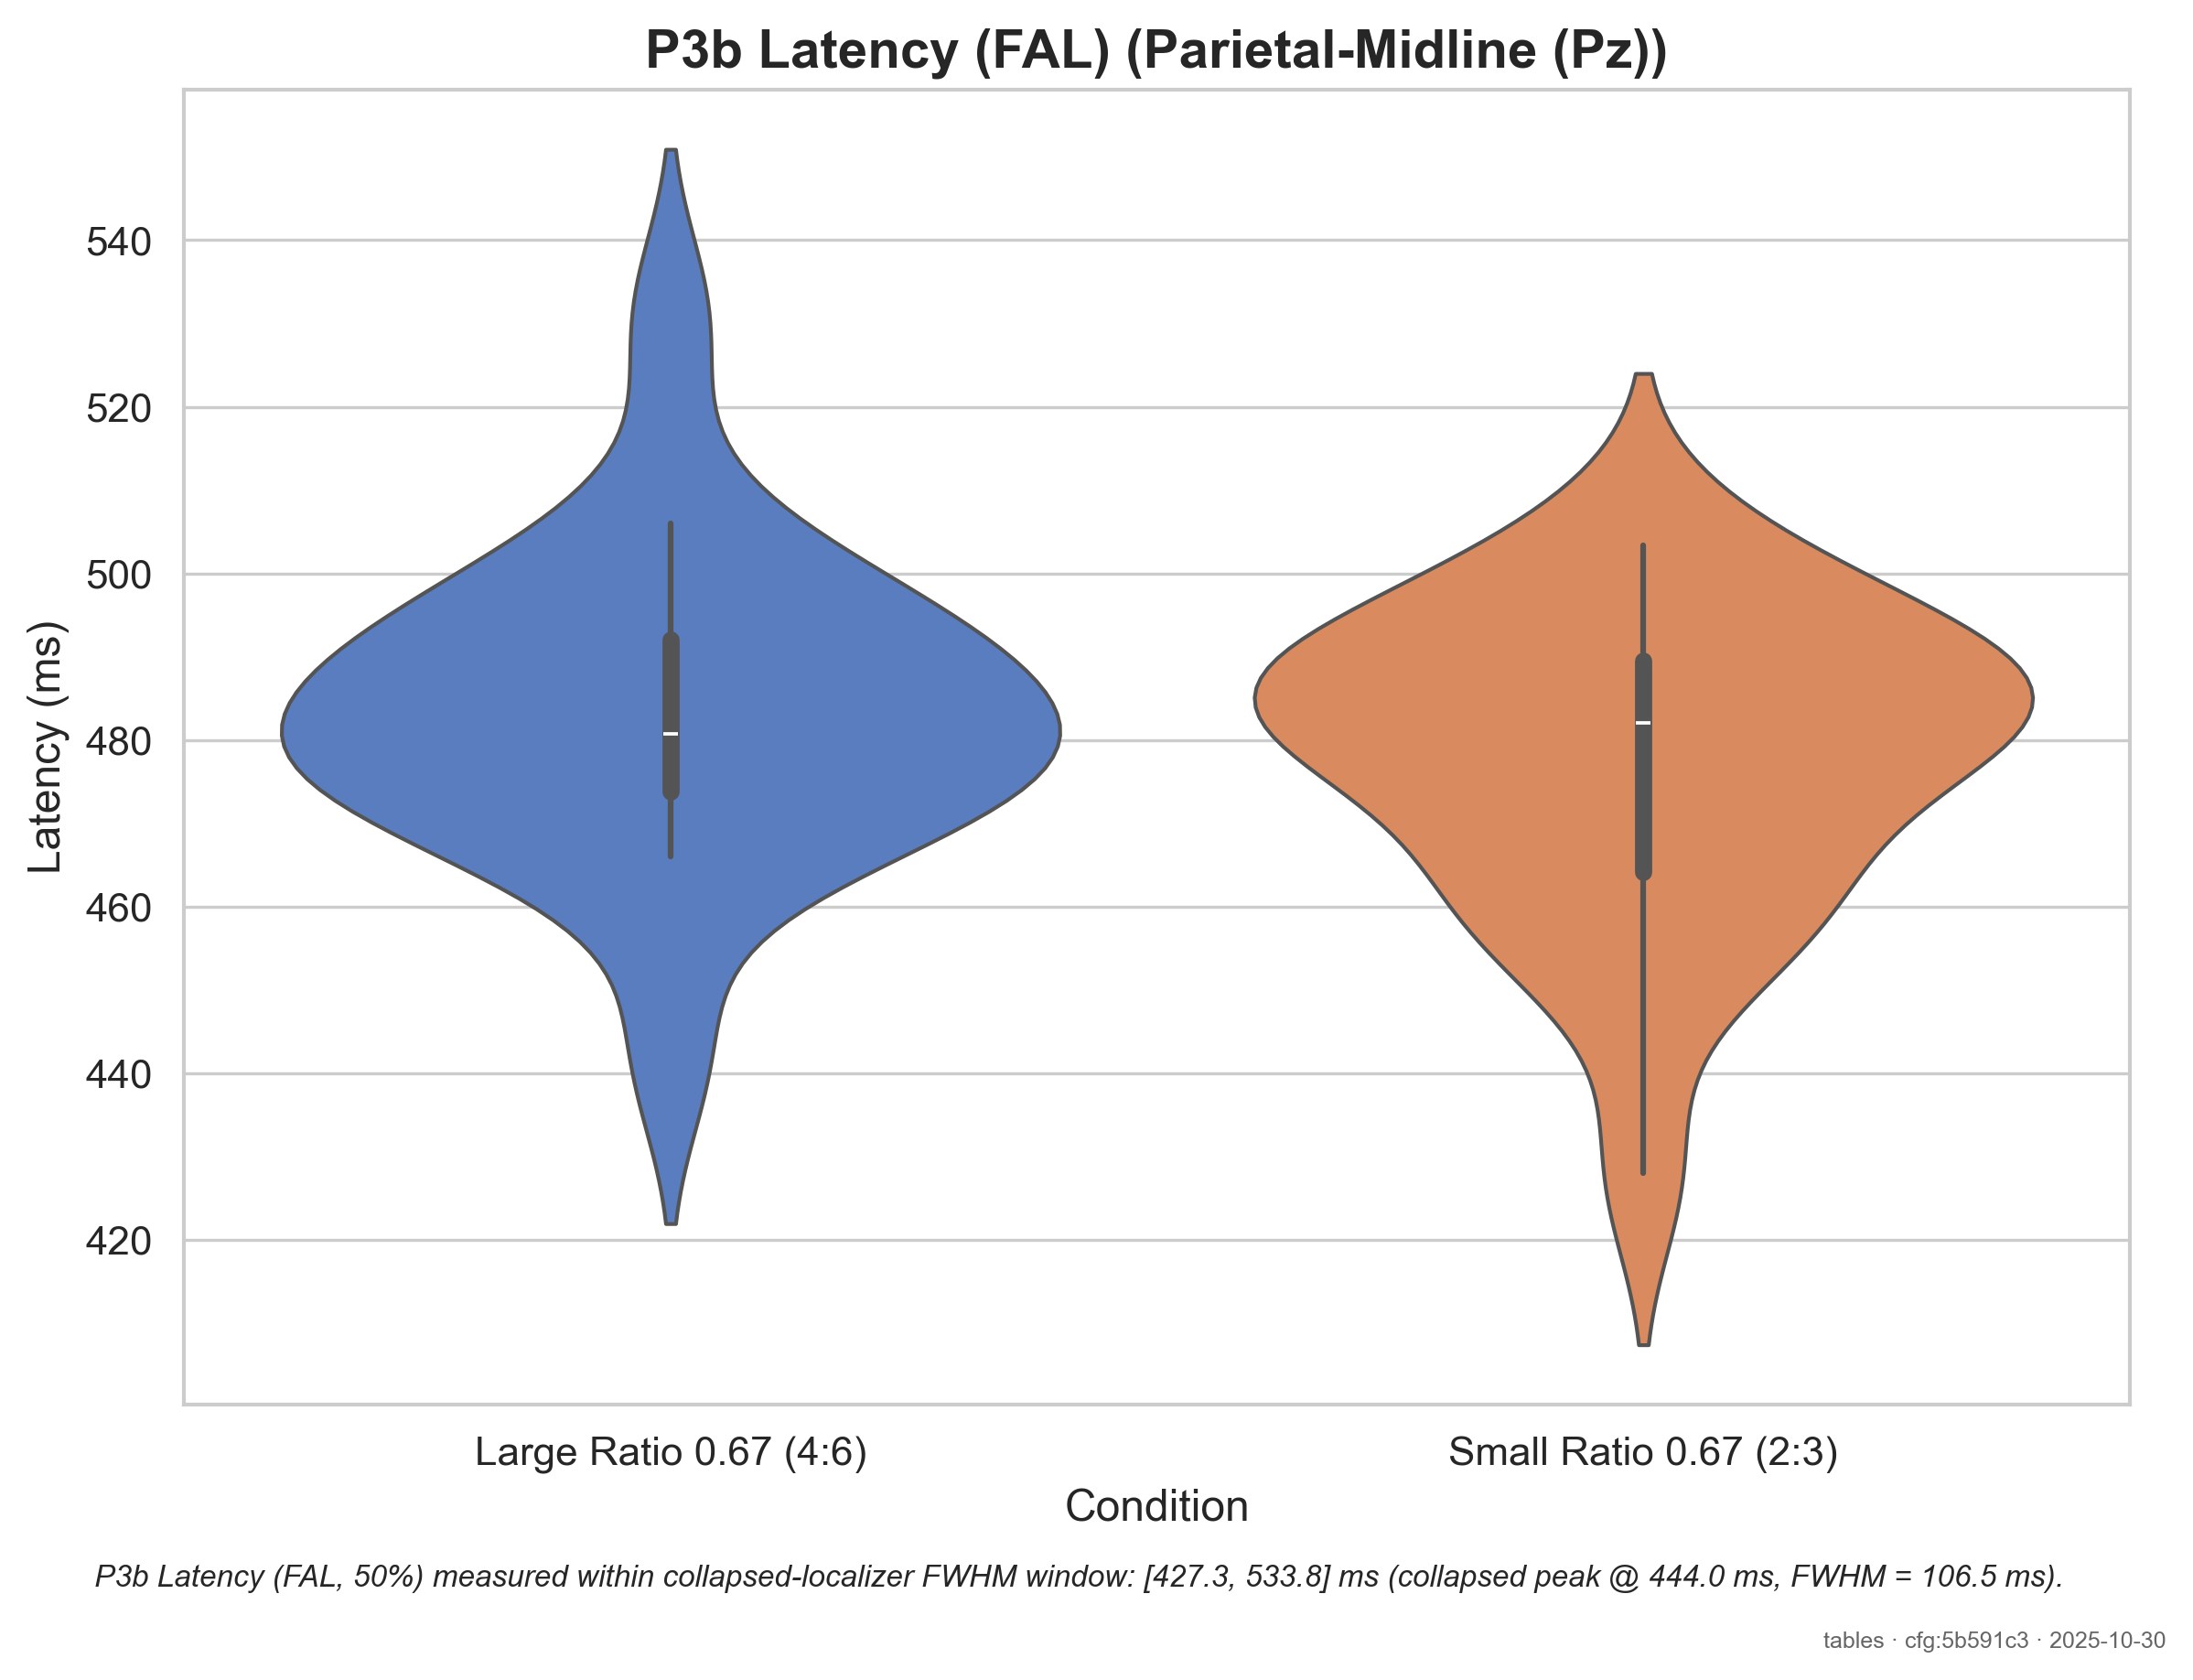 P3b Latency (FAL) (Parietal-Midline (Pz))
Latency (ms)
540
520
500
480
460
440
420
Large Ratio 0.67 (4:6)
Small Ratio 0.67 (2:3)
Condition
P3b Latency (FAL, 50%) measured within collapsed-localizer FWHM window: [427.3, 533.8] ms (collapsed peak @ 444.0 ms, FWHM = 106.5 ms).
tables · cfg:5b591c3 · 2025-10-30